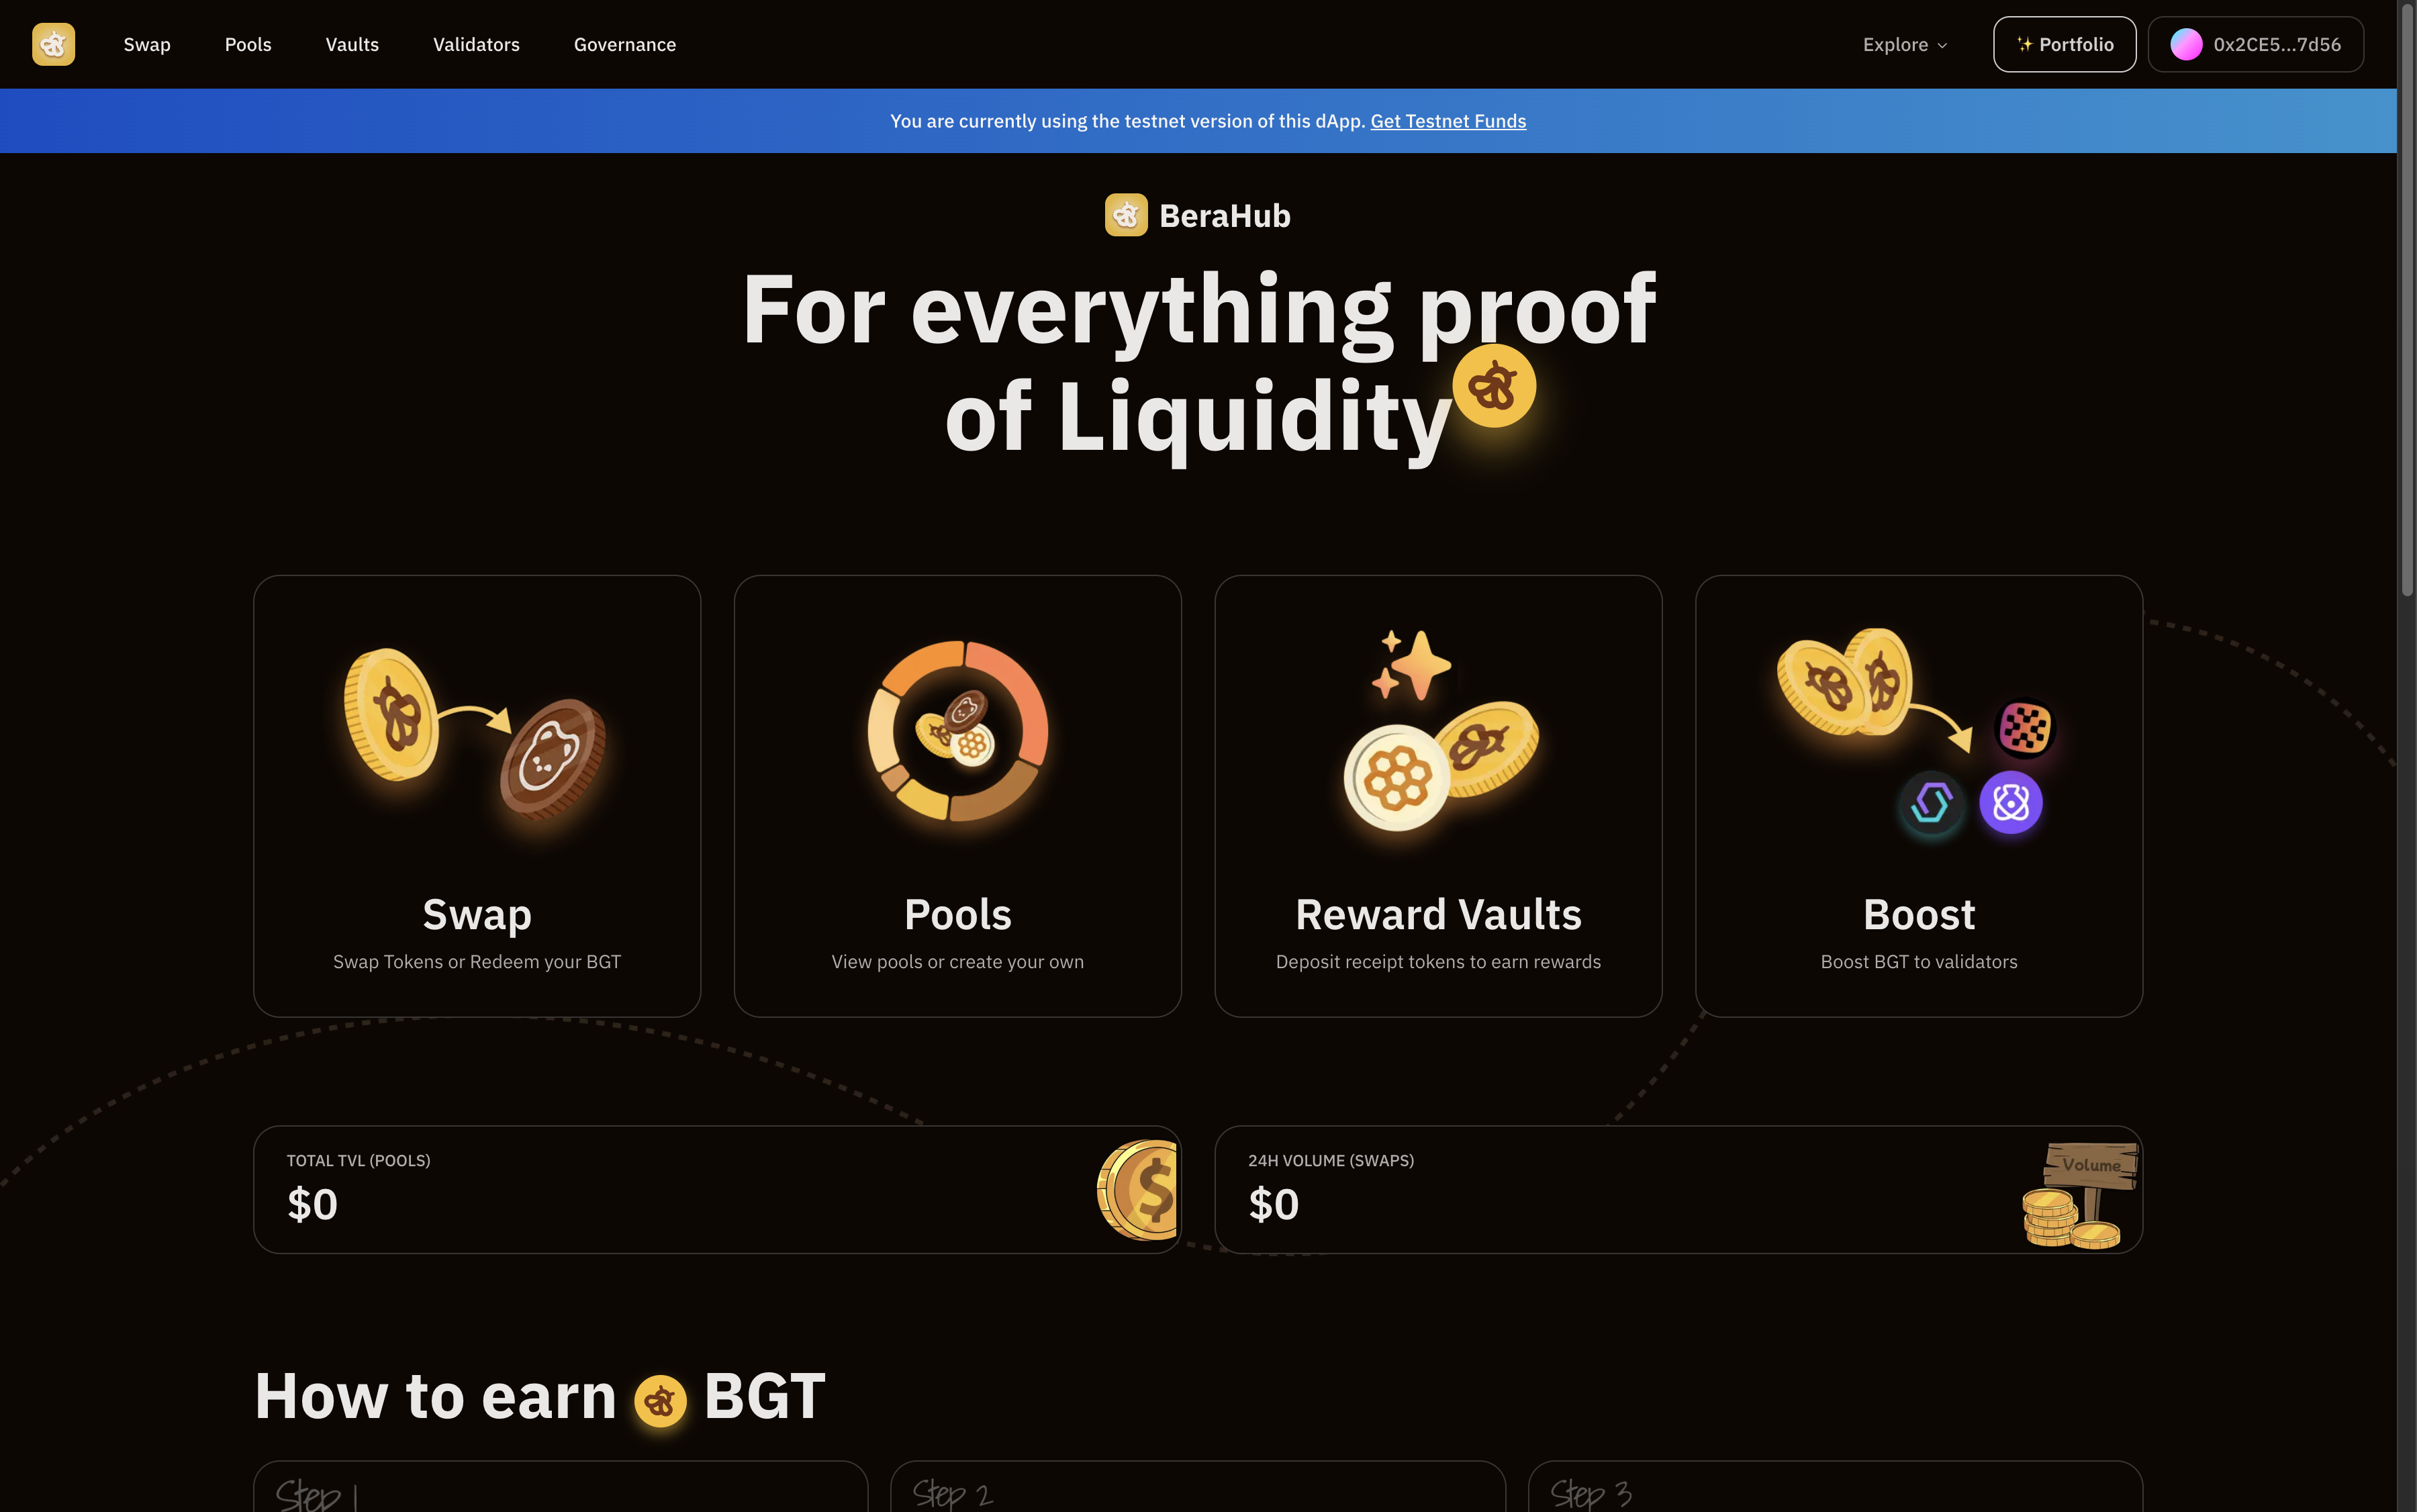 Swap Pools Vaults Validators Governance Explore ✨ Portfolio 0x2CE5...7d56
You are currently using the testnet version of this dApp. Get Testnet Funds
BeraHub
For everything proof
of Liquidity
Swap
Swap Tokens or Redeem your BGT
Pools
View pools or create your own
Reward Vaults
Deposit receipt tokens to earn rewards
Boost
Boost BGT to validators
TOTAL TVL (POOLS)
$0
24H VOLUME (SWAPS)
$0
Volume
How to earn BGT
Step 1
Step 2
Step 3